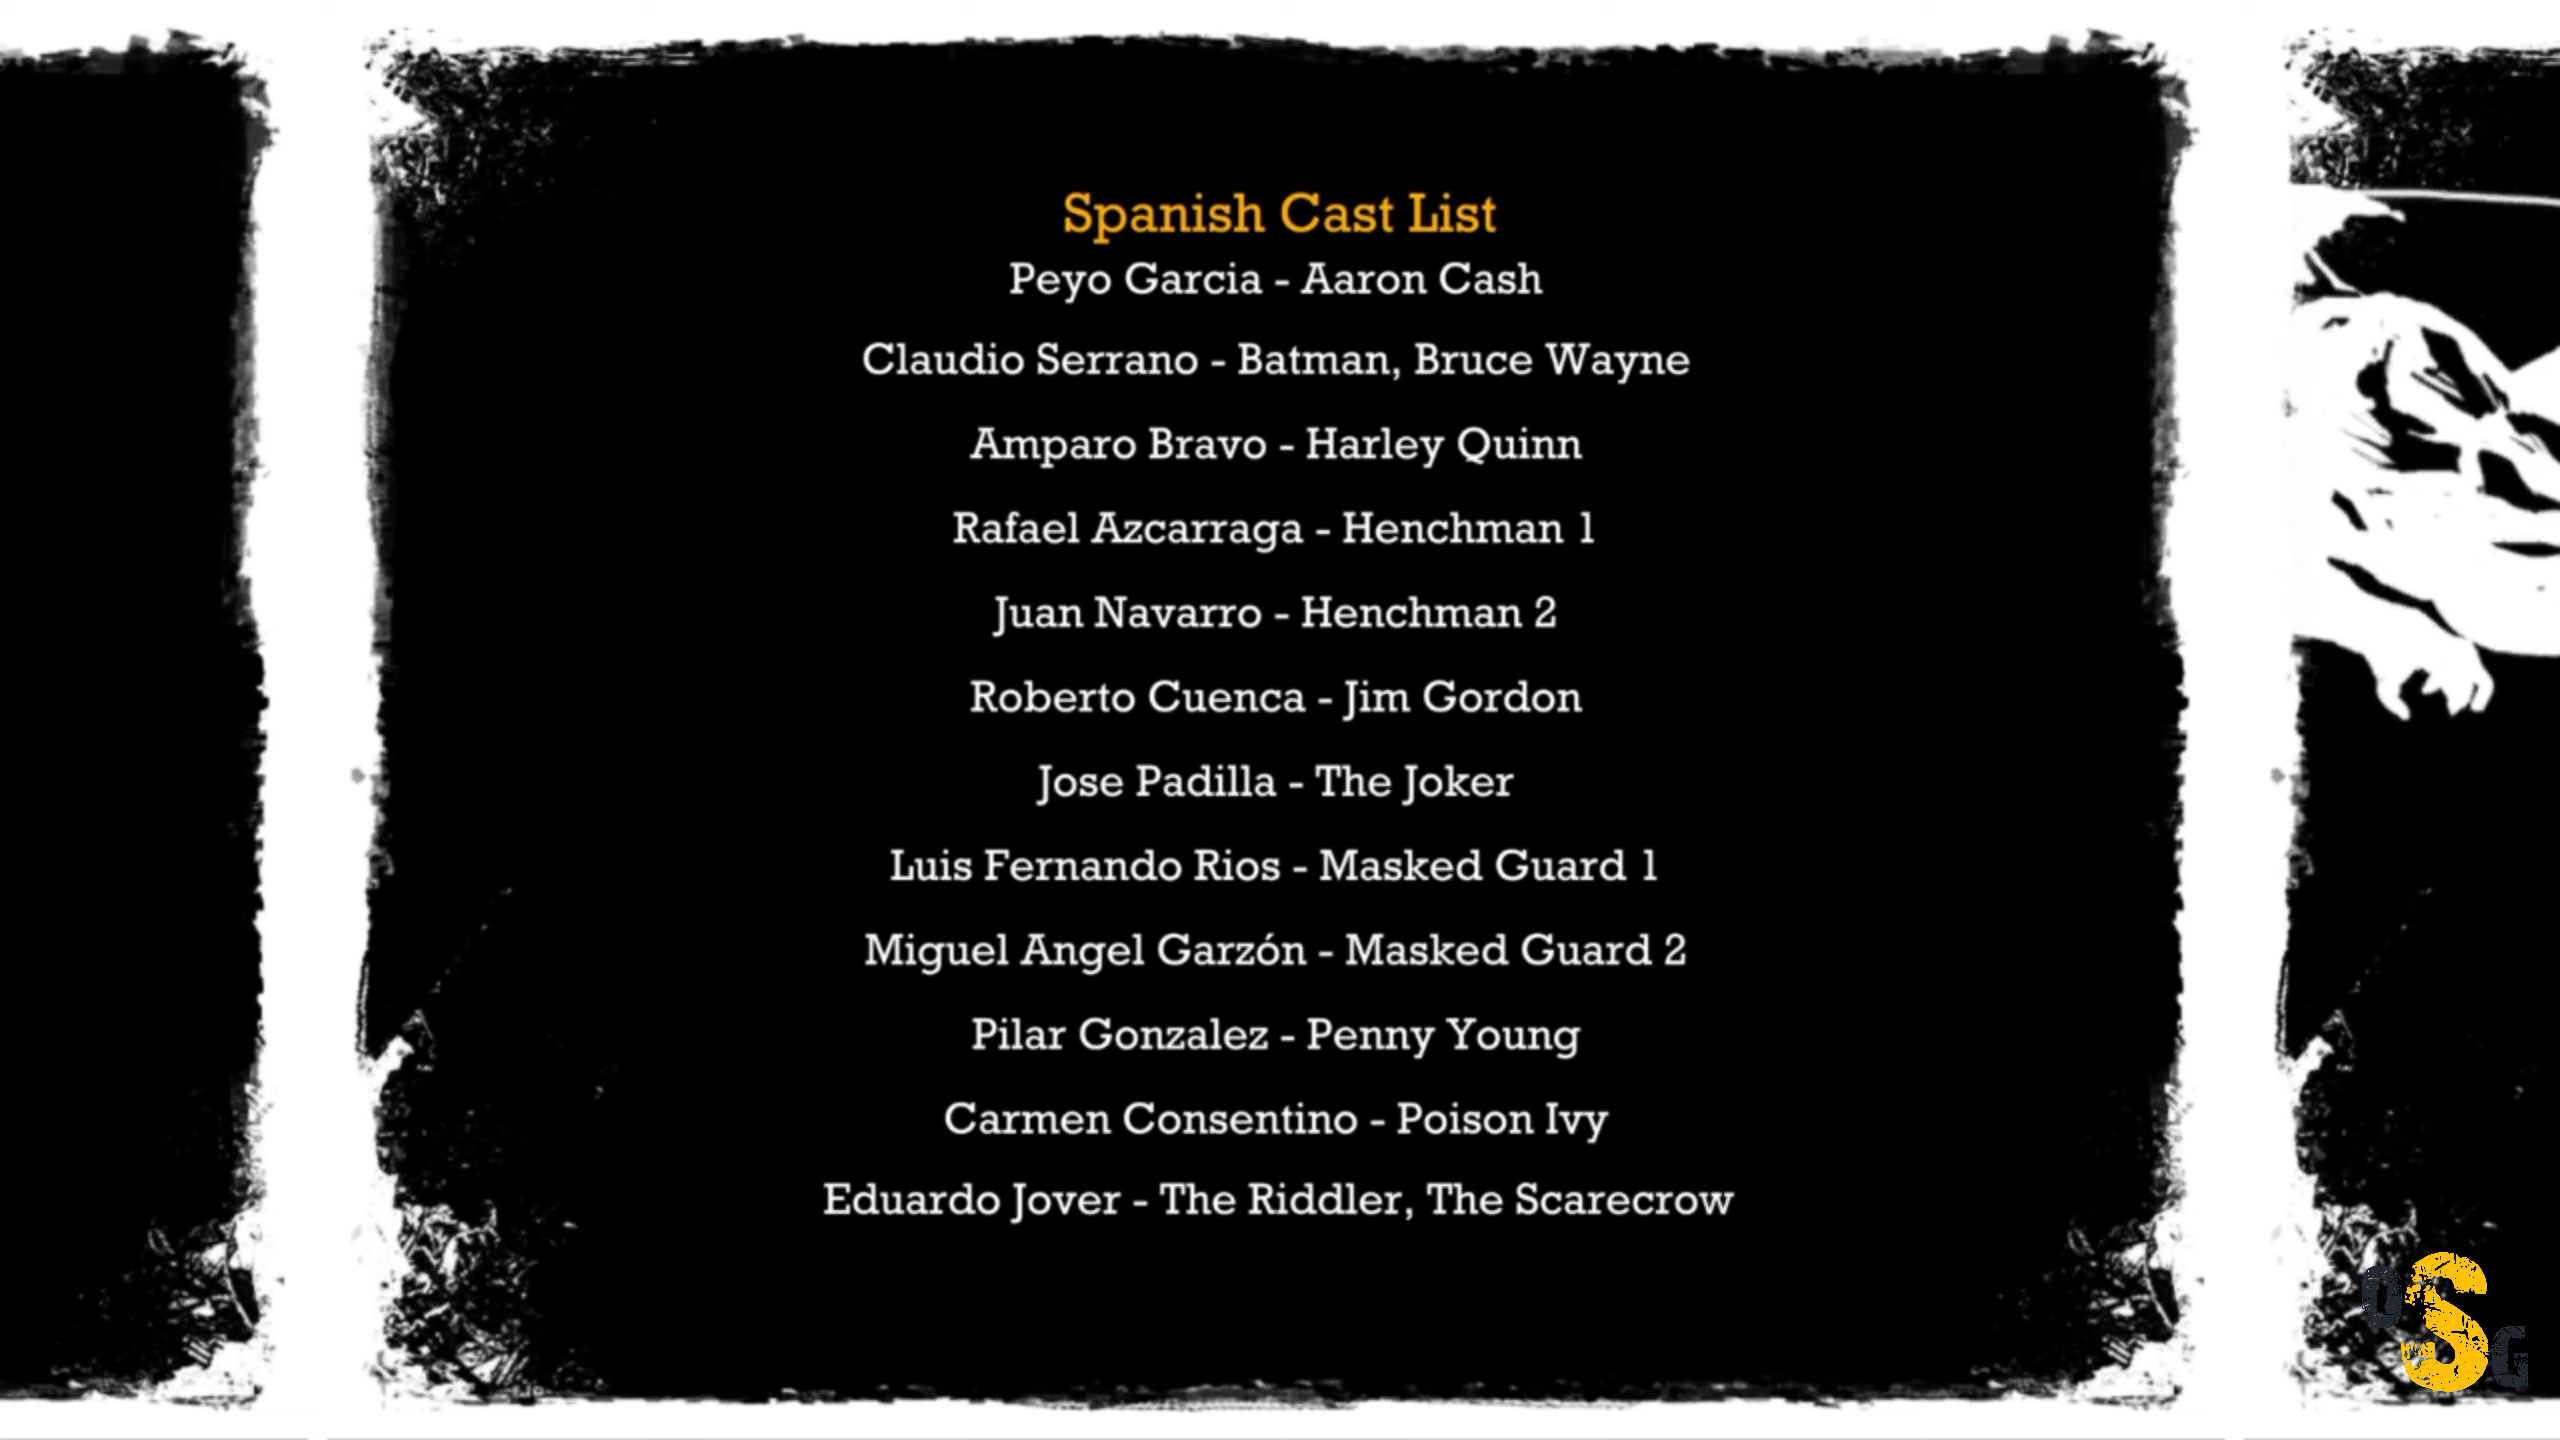 Spanish Cast List
Peyo Garcia - Aaron Cash
Claudio Serrano - Batman, Bruce Wayne
Amparo Bravo - Harley Quinn
Rafael Azcarraga - Henchman 1
Juan Navarro - Henchman 2
Roberto Cuenca - Jim Gordon
Jose Padilla - The Joker
Luis Fernando Rios - Masked Guard 1
Miguel Angel Garzón - Masked Guard 2
Pilar Gonzalez - Penny Young
Carmen Consentino - Poison Ivy
Eduardo Jover - The Riddler, The Scarecrow
OSG